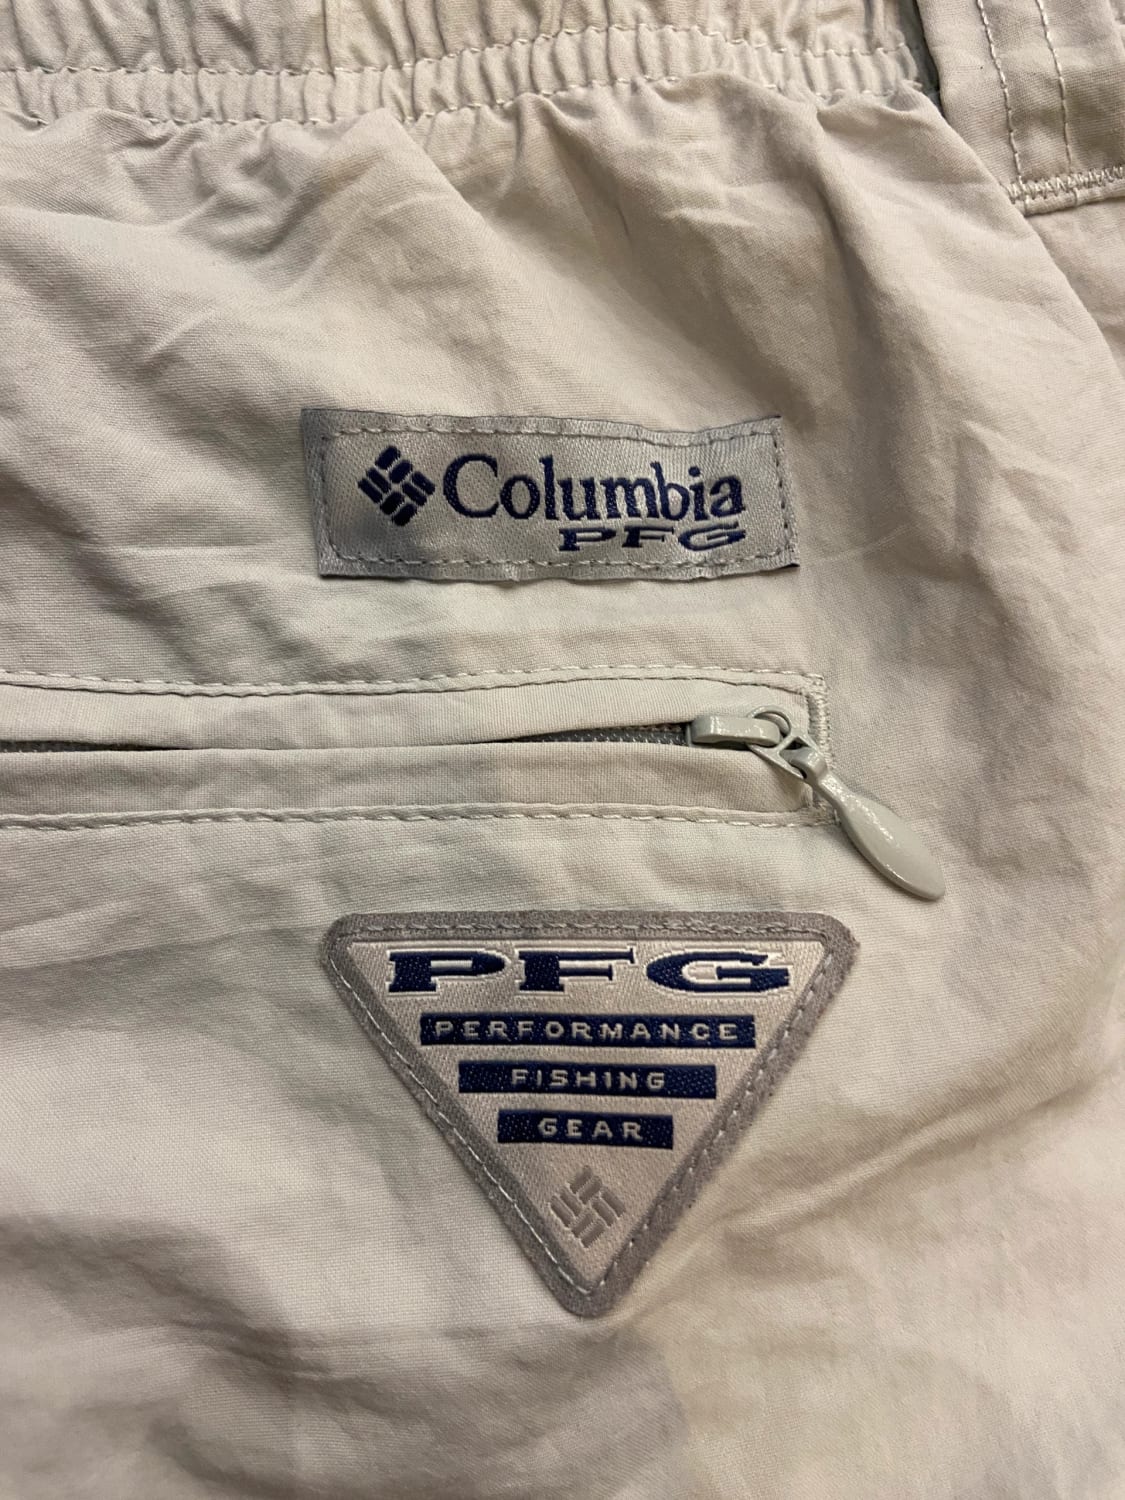 Columbia
PFG
PFG
PERFORMANCE
FISHING
GEAR